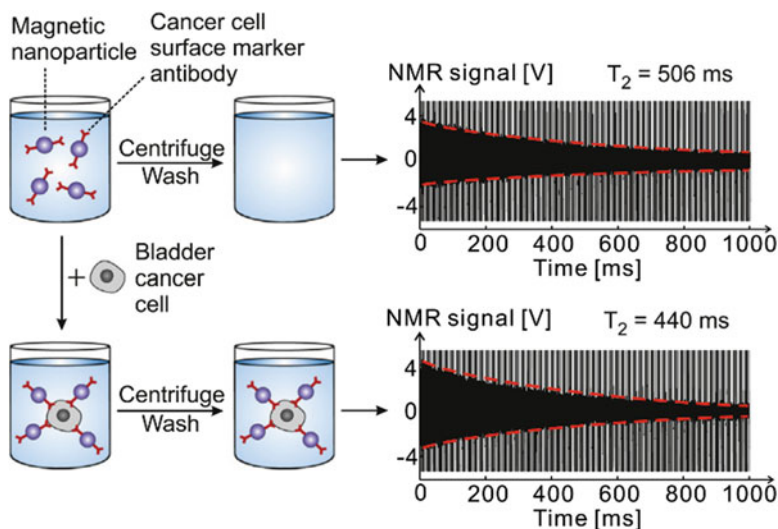 Magnetic
nanoparticle
Cancer cell
surface marker
antibody
Centrifuge
Wash
NMR signal [V]
T2 = 506 ms
4
0
-4
0 200 400 600 800 1000
Time [ms]
+
Bladder
cancer
cell
Centrifuge
Wash
NMR signal [V]
T2 = 440 ms
4
0
-4
0 200 400 600 800 1000
Time [ms]